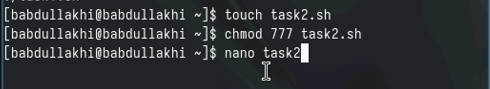 [babdullakhi@babdullakhi ~]$ touch task2.sh
[babdullakhi@babdullakhi ~]$ chmod 777 task2.sh
[babdullakhi@babdullakhi ~]$ nano task2